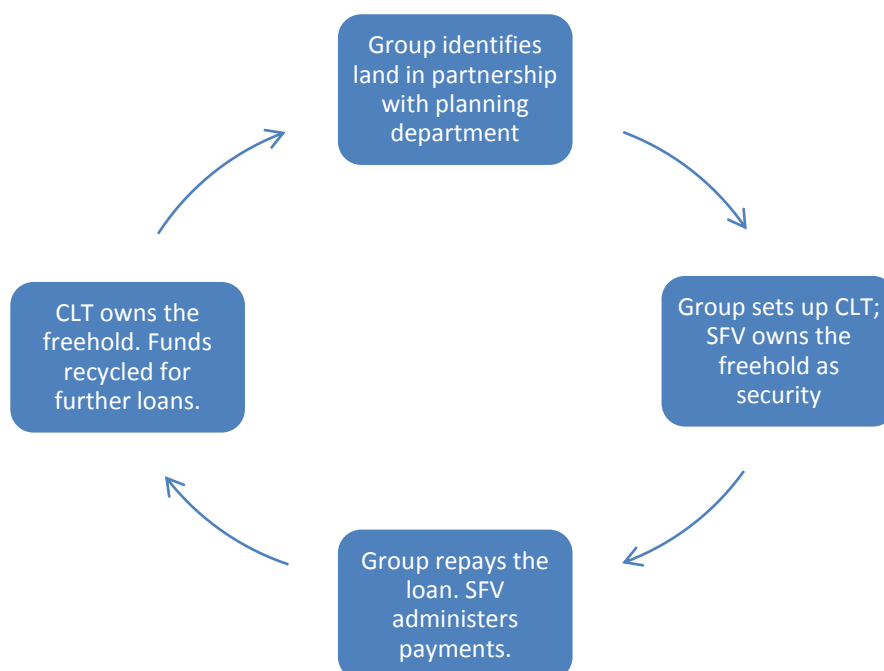 Group identifies
land in partnership
with planning
department
Group sets up CLT;
SFV owns the
freehold as
security
Group repays the
loan. SFV
administers
payments.
CLT owns the
freehold. Funds
recycled for
further loans.